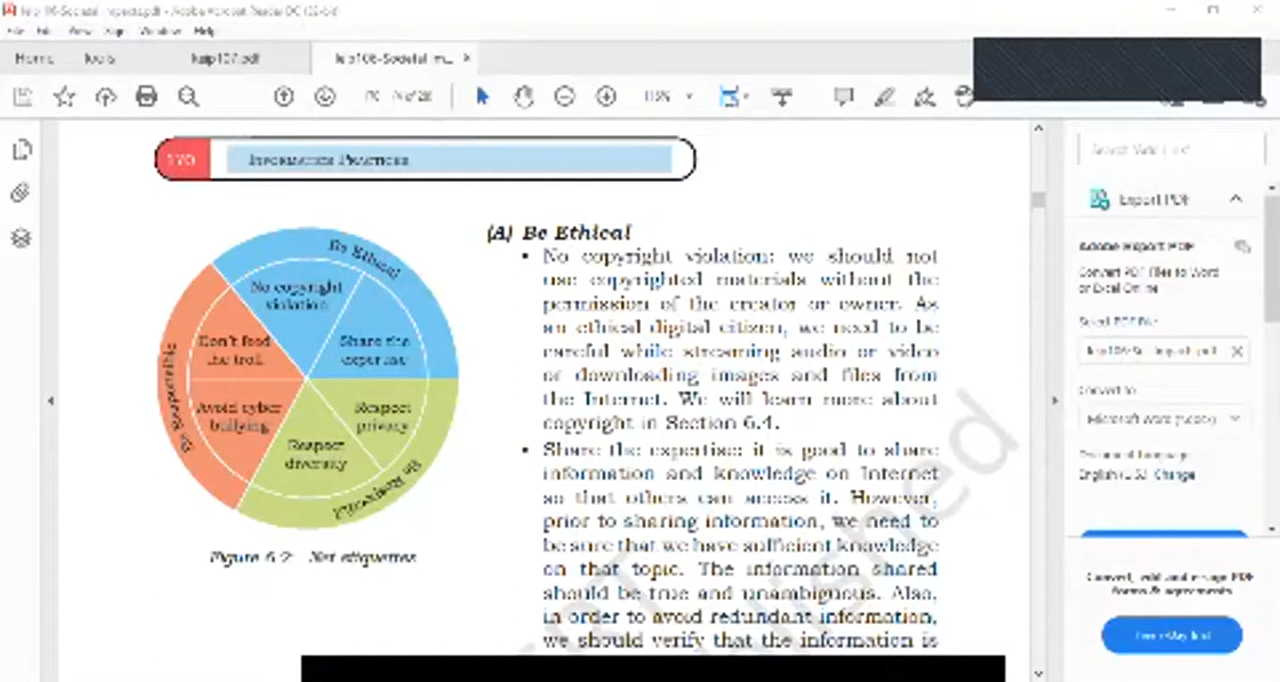 File Edit View Sign Window Help
Home Tools
170 INFORMATICS PRACTICES
Be Ethical
No copyright
violation
Share the
expertise
Don't feed
the troll
Avoid cyber
bullying
Respect
privacy
Respect
diversity
Be Responsible
Be Respectful
Figure 6.2: Net etiquettes
(A) Be Ethical
• No copyright violation: we should not
use copyrighted materials without the
permission of the creator or owner. As
an ethical digital citizen, we need to be
careful while streaming audio or video
or downloading images and files from
the Internet. We will learn more about
copyright in Section 6.4.
• Share the expertise: it is good to share
information and knowledge on Internet
so that others can access it. However,
prior to sharing information, we need to
be sure that we have sufficient knowledge
on that topic. The information shared
should be true and unambiguous. Also,
in order to avoid redundant information,
we should verify that the information is
Export PDF
Adobe Export PDF
Convert PDF Files to Word
or Excel Online
Select PDF File
Convert to
Microsoft Word (*.docx)
Document Language:
English (U.S.) Change
Convert, edit and e-sign PDF
forms & agreements